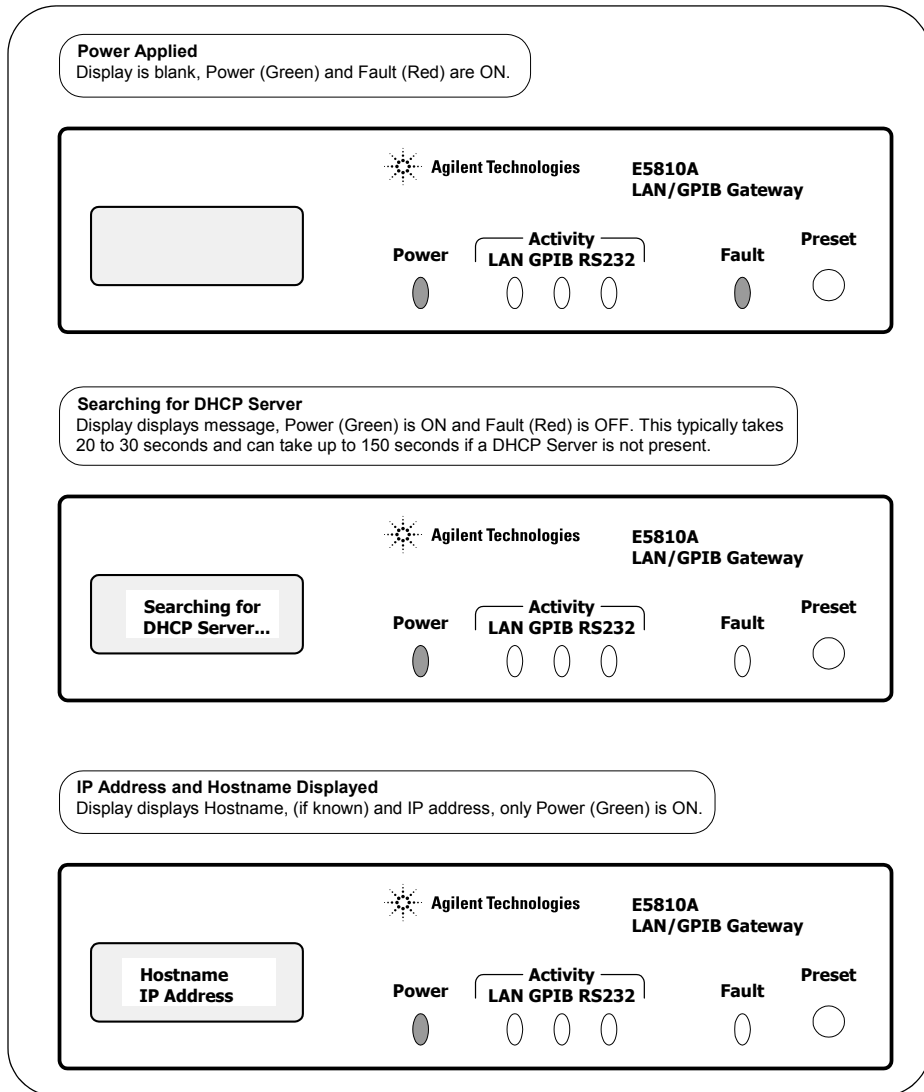 Power Applied
Display is blank, Power (Green) and Fault (Red) are ON.
Agilent Technologies
E5810A
LAN/GPIB Gateway
Power
Activity
LAN GPIB RS232
Fault
Preset
Searching for DHCP Server
Display displays message, Power (Green) is ON and Fault (Red) is OFF. This typically takes
20 to 30 seconds and can take up to 150 seconds if a DHCP Server is not present.
Agilent Technologies
E5810A
LAN/GPIB Gateway
Searching for
DHCP Server...
Power
Activity
LAN GPIB RS232
Fault
Preset
IP Address and Hostname Displayed
Display displays Hostname, (if known) and IP address, only Power (Green) is ON.
Agilent Technologies
E5810A
LAN/GPIB Gateway
Hostname
IP Address
Power
Activity
LAN GPIB RS232
Fault
Preset